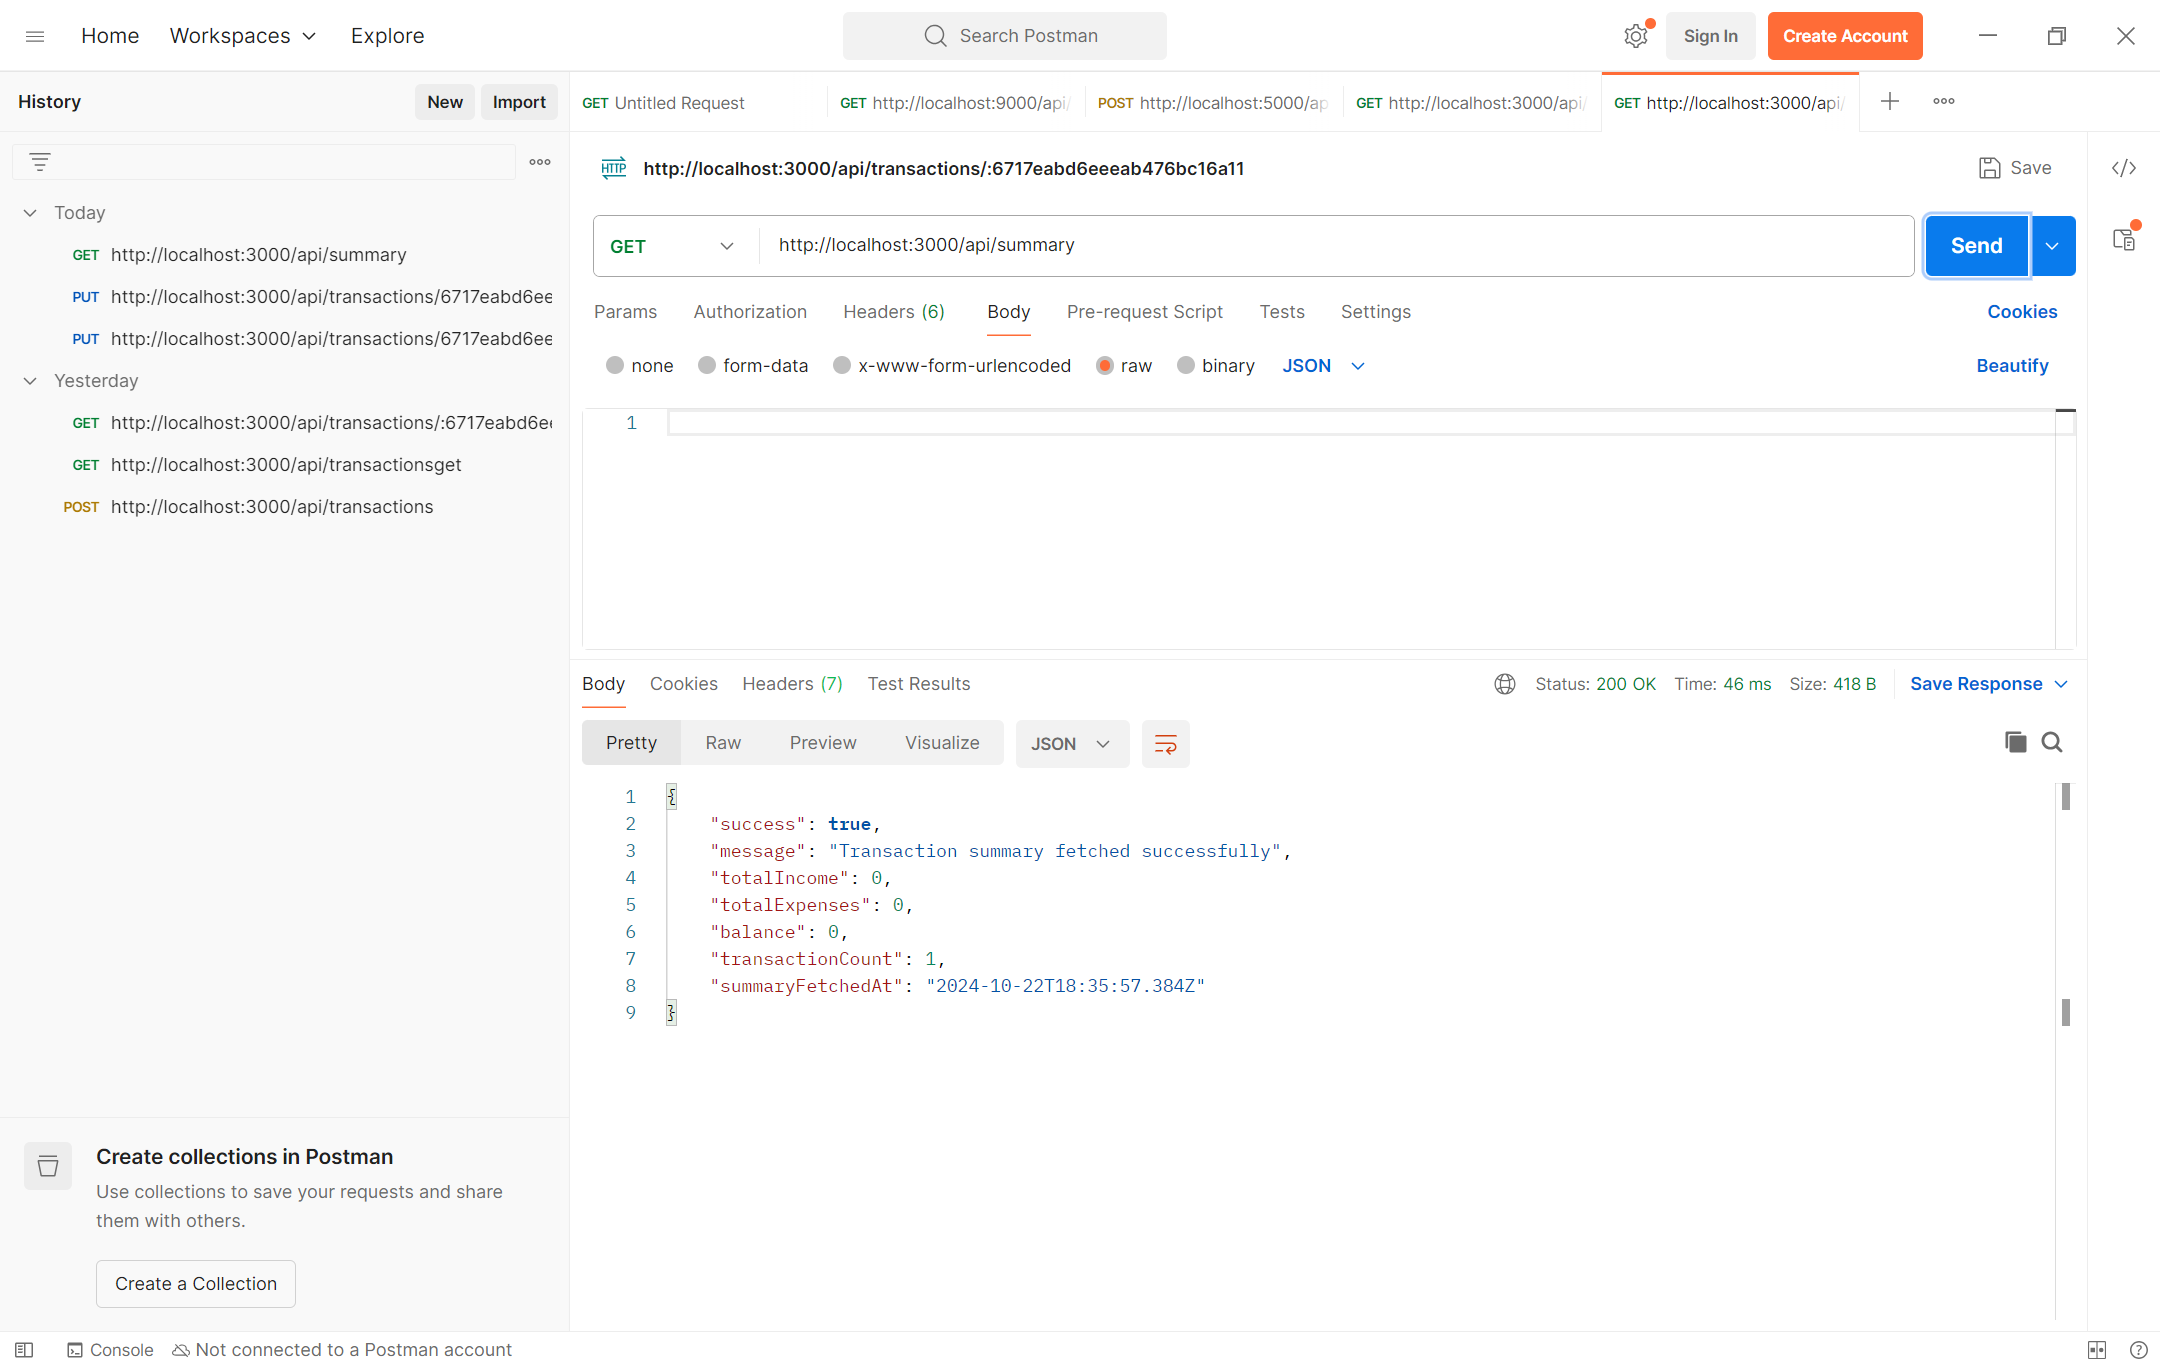 Home Workspaces Explore
Search Postman
Sign In
Create Account
History
New
Import
GET Untitled Request
GET http://localhost:9000/api/
POST http://localhost:5000/ap
GET http://localhost:3000/api/
GET http://localhost:3000/api/
Today
GET http://localhost:3000/api/summary
PUT http://localhost:3000/api/transactions/6717eabd6ee
PUT http://localhost:3000/api/transactions/6717eabd6ee
Yesterday
GET http://localhost:3000/api/transactions/:6717eabd6ee
GET http://localhost:3000/api/transactionsget
POST http://localhost:3000/api/transactions
Create collections in Postman
Use collections to save your requests and share
them with others.
Create a Collection
HTTP http://localhost:3000/api/transactions/:6717eabd6eeeab476bc16a11
Save
GET http://localhost:3000/api/summary
Send
Params Authorization Headers (6) Body Pre-request Script Tests Settings
Cookies
none form-data x-www-form-urlencoded raw binary JSON
Beautify
1
Body Cookies Headers (7) Test Results
Status: 200 OK Time: 46 ms Size: 418 B
Save Response
Pretty Raw Preview Visualize JSON
1 {
2 "success": true,
3 "message": "Transaction summary fetched successfully",
4 "totalIncome": 0,
5 "totalExpenses": 0,
6 "balance": 0,
7 "transactionCount": 1,
8 "summaryFetchedAt": "2024-10-22T18:35:57.384Z"
9 }
Console Not connected to a Postman account